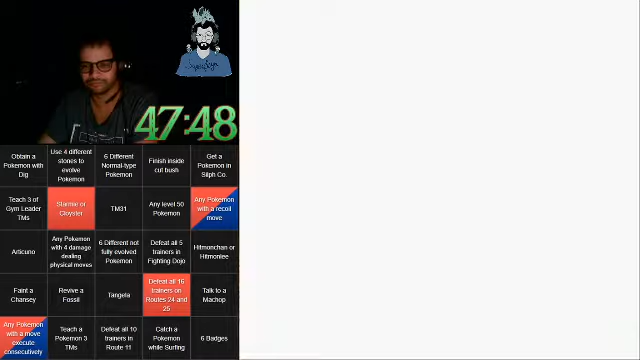 47:48
Obtain a
Pokemon with
Dig
Use 4 different
stones to
evolve
Pokemon
6 Different
Normal-type
Pokemon
Finish inside
cut bush
Get a
Pokemon in
Silph Co.
Teach 3 of
Gym Leader
TMs
Starmie or
Cloyster
TM31
Any level 50
Pokemon
Any Pokemon
with a recoil
move
Articuno
Any Pokemon
with 4 damage
dealing
physical moves
6 Different not
fully evolved
Pokemon
Defeat all 5
trainers in
Fighting Dojo
Hitmonchan or
Hitmonlee
Faint a
Chansey
Revive a
Fossil
Tangela
Defeat all 16
trainers on
Routes 24 and
25
Talk to a
Machop
Any Pokemon
with a move
execute
consecutively
Teach a
Pokemon 3
TMs
Defeat all 10
trainers in
Route 11
Catch a
Pokemon
while Surfing
6 Badges